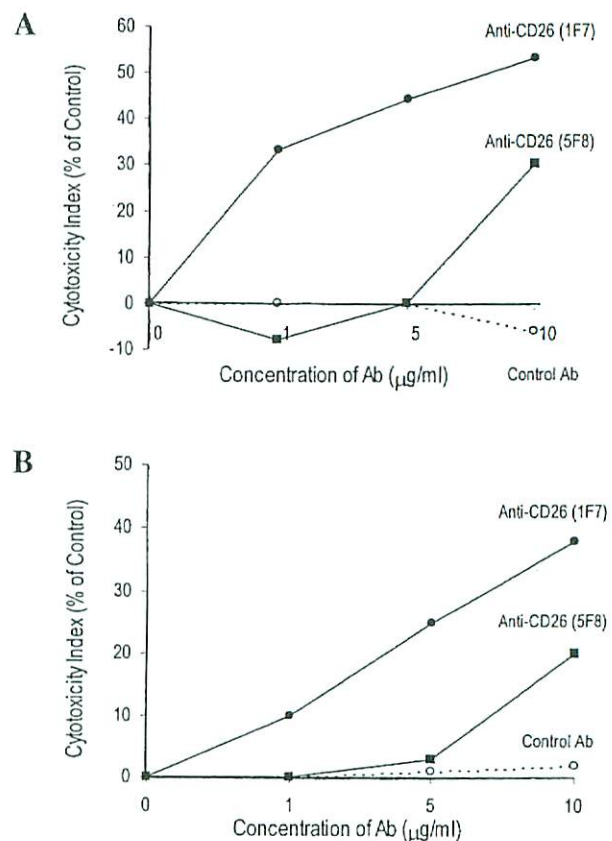 A
60
Anti-CD26 (1F7)
50
40
Anti-CD26 (5F8)
30
20
10
0
-10
Cytotoxicity Index (% of Control)
0 1 5 10
Concentration of Ab (µg/ml)
Control Ab
B
50
Anti-CD26 (1F7)
40
30
Anti-CD26 (5F8)
20
10
Control Ab
0
Cytotoxicity Index (% of Control)
0 1 5 10
Concentration of Ab (µg/ml)